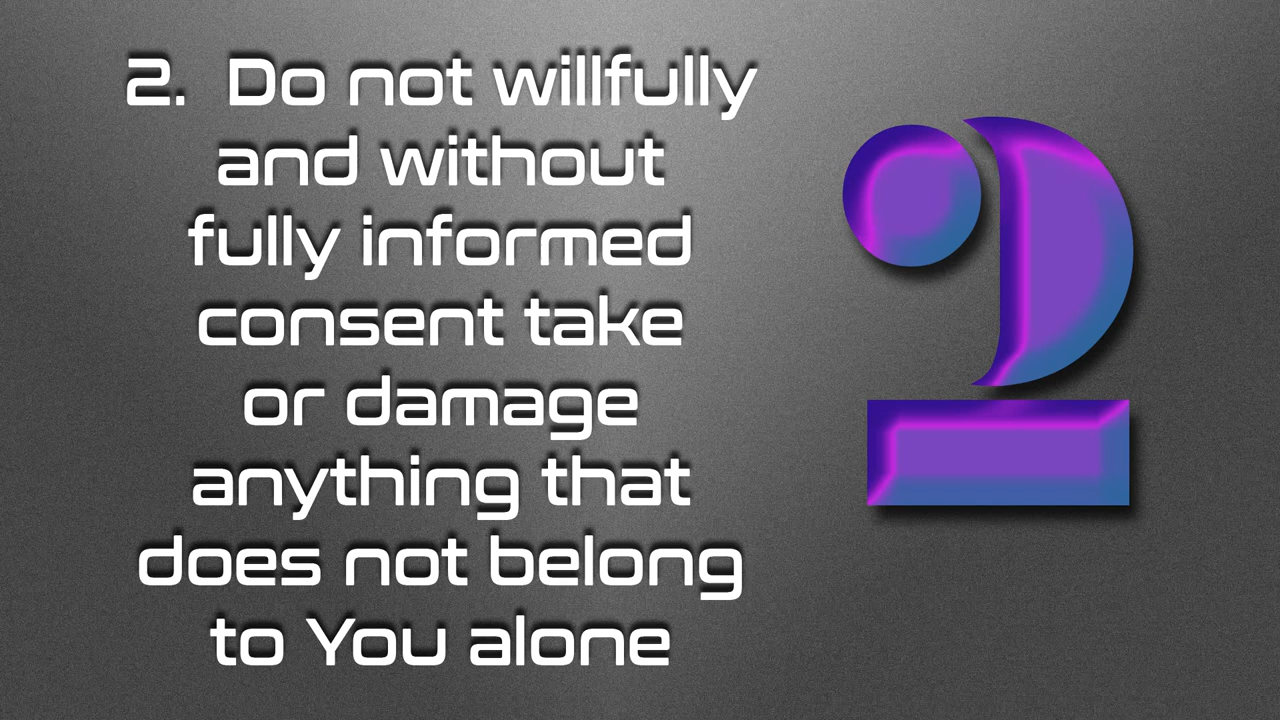 2. Do not willfully
and without
fully informed
consent take
or damage
anything that
does not belong
to You alone
2